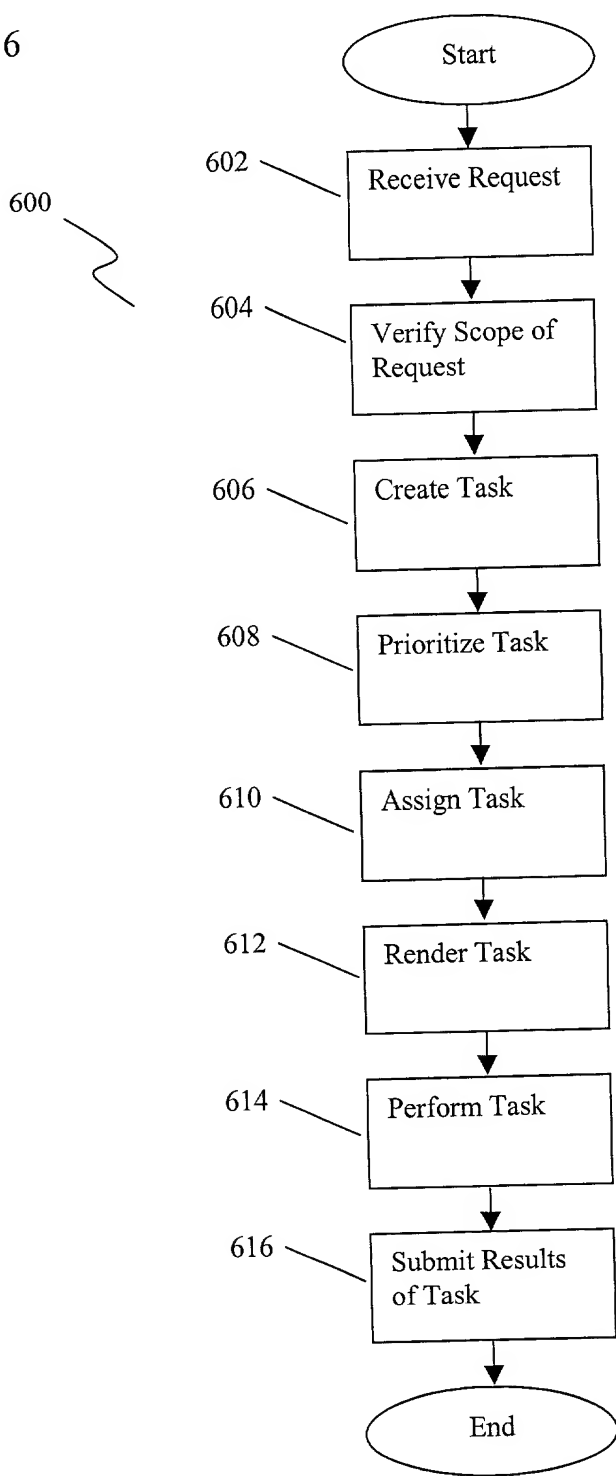 6
Start
602
Receive Request
600
604
Verify Scope of
Request
606
Create Task
608
Prioritize Task
610
Assign Task
612
Render Task
614
Perform Task
616
Submit Results
of Task
End